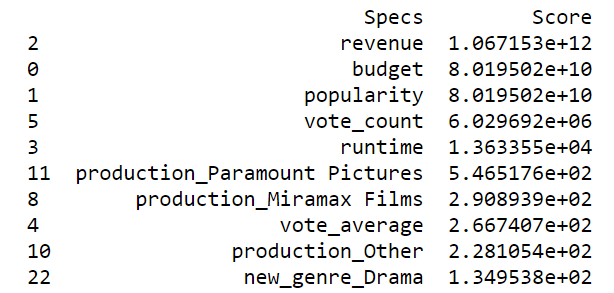 Specs Score
2 revenue 1.067153e+12
0 budget 8.019502e+10
1 popularity 8.019502e+10
5 vote_count 6.029692e+06
3 runtime 1.363355e+04
11 production_Paramount Pictures 5.465176e+02
8 production_Miramax Films 2.908939e+02
4 vote_average 2.667407e+02
10 production_Other 2.281054e+02
22 new_genre_Drama 1.349538e+02